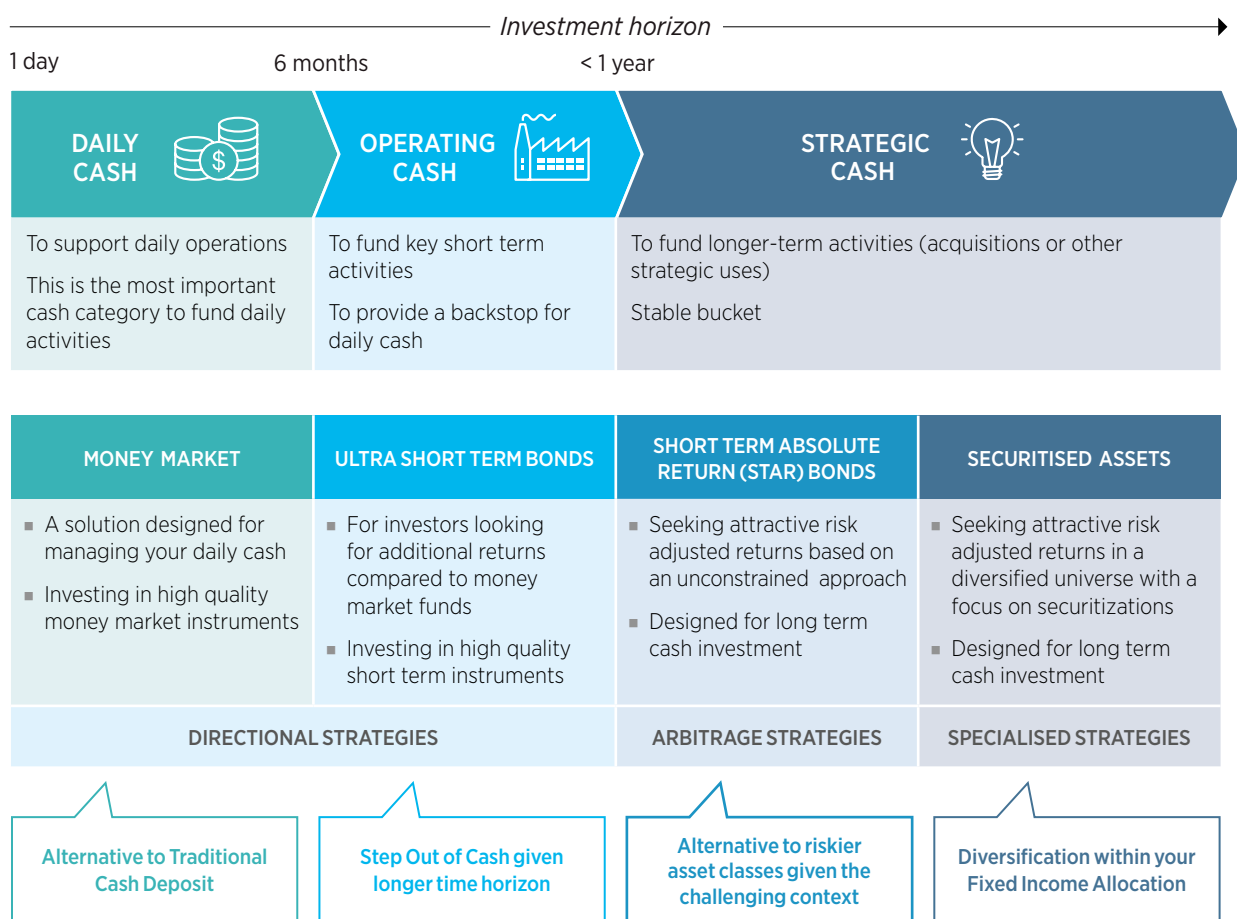 Investment horizon
1 day
6 months
< 1 year
DAILY
CASH
$
OPERATING
CASH
STRATEGIC
CASH
To support daily operations
This is the most important
cash category to fund daily
activities
To fund key short term
activities
To provide a backstop for
daily cash
To fund longer-term activities (acquisitions or other
strategic uses)
Stable bucket
MONEY MARKET
ULTRA SHORT TERM BONDS
SHORT TERM ABSOLUTE
RETURN (STAR) BONDS
SECURITISED ASSETS
▪ A solution designed for
managing your daily cash
▪ Investing in high quality
money market instruments
▪ For investors looking
for additional returns
compared to money
market funds
▪ Investing in high quality
short term instruments
▪ Seeking attractive risk
adjusted returns based on
an unconstrained approach
▪ Designed for long term
cash investment
▪ Seeking attractive risk
adjusted returns in a
diversified universe with a
focus on securitizations
▪ Designed for long term
cash investment
DIRECTIONAL STRATEGIES
ARBITRAGE STRATEGIES
SPECIALISED STRATEGIES
Alternative to Traditional
Cash Deposit
Step Out of Cash given
longer time horizon
Alternative to riskier
asset classes given the
challenging context
Diversification within your
Fixed Income Allocation